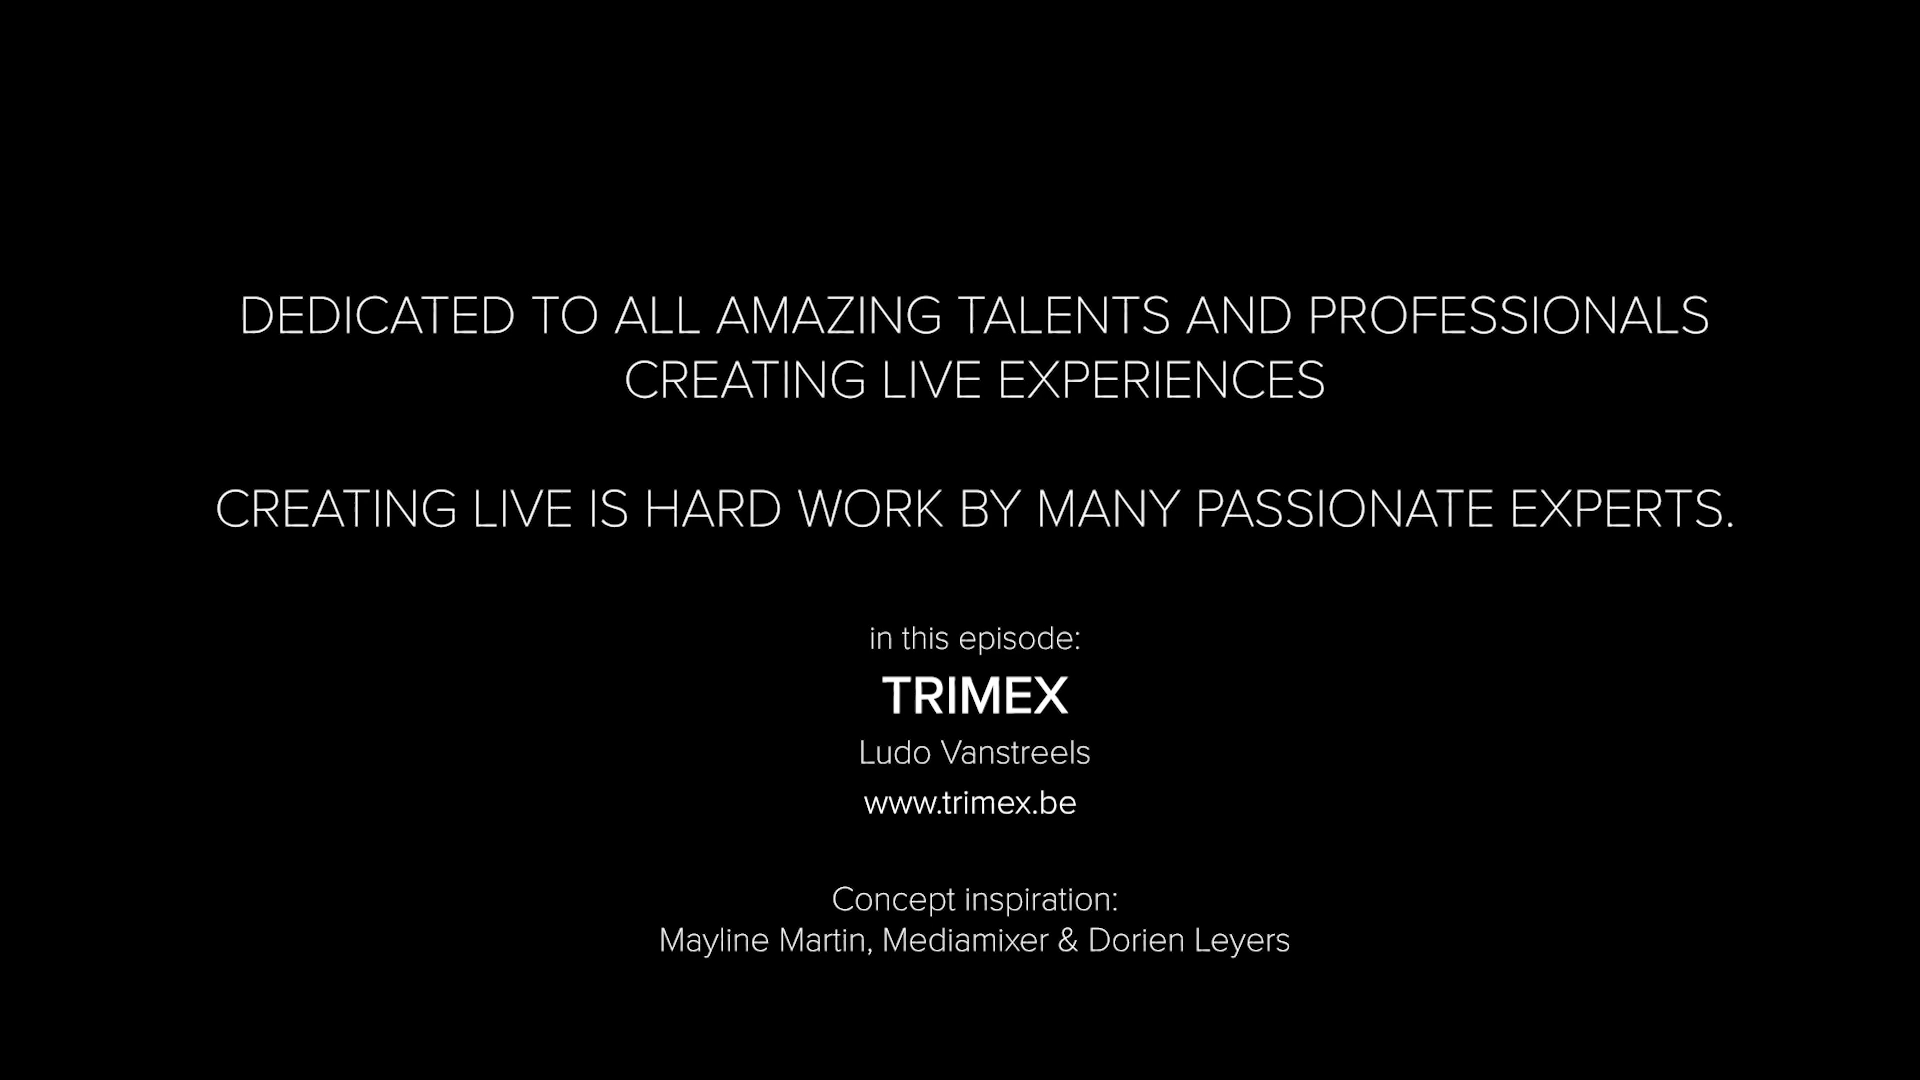 DEDICATED TO ALL AMAZING TALENTS AND PROFESSIONALS
CREATING LIVE EXPERIENCES
CREATING LIVE IS HARD WORK BY MANY PASSIONATE EXPERTS.
in this episode:
TRIMEX
Ludo Vanstreels
www.trimex.be
Concept inspiration:
Mayline Martin, Mediamixer & Dorien Leyers